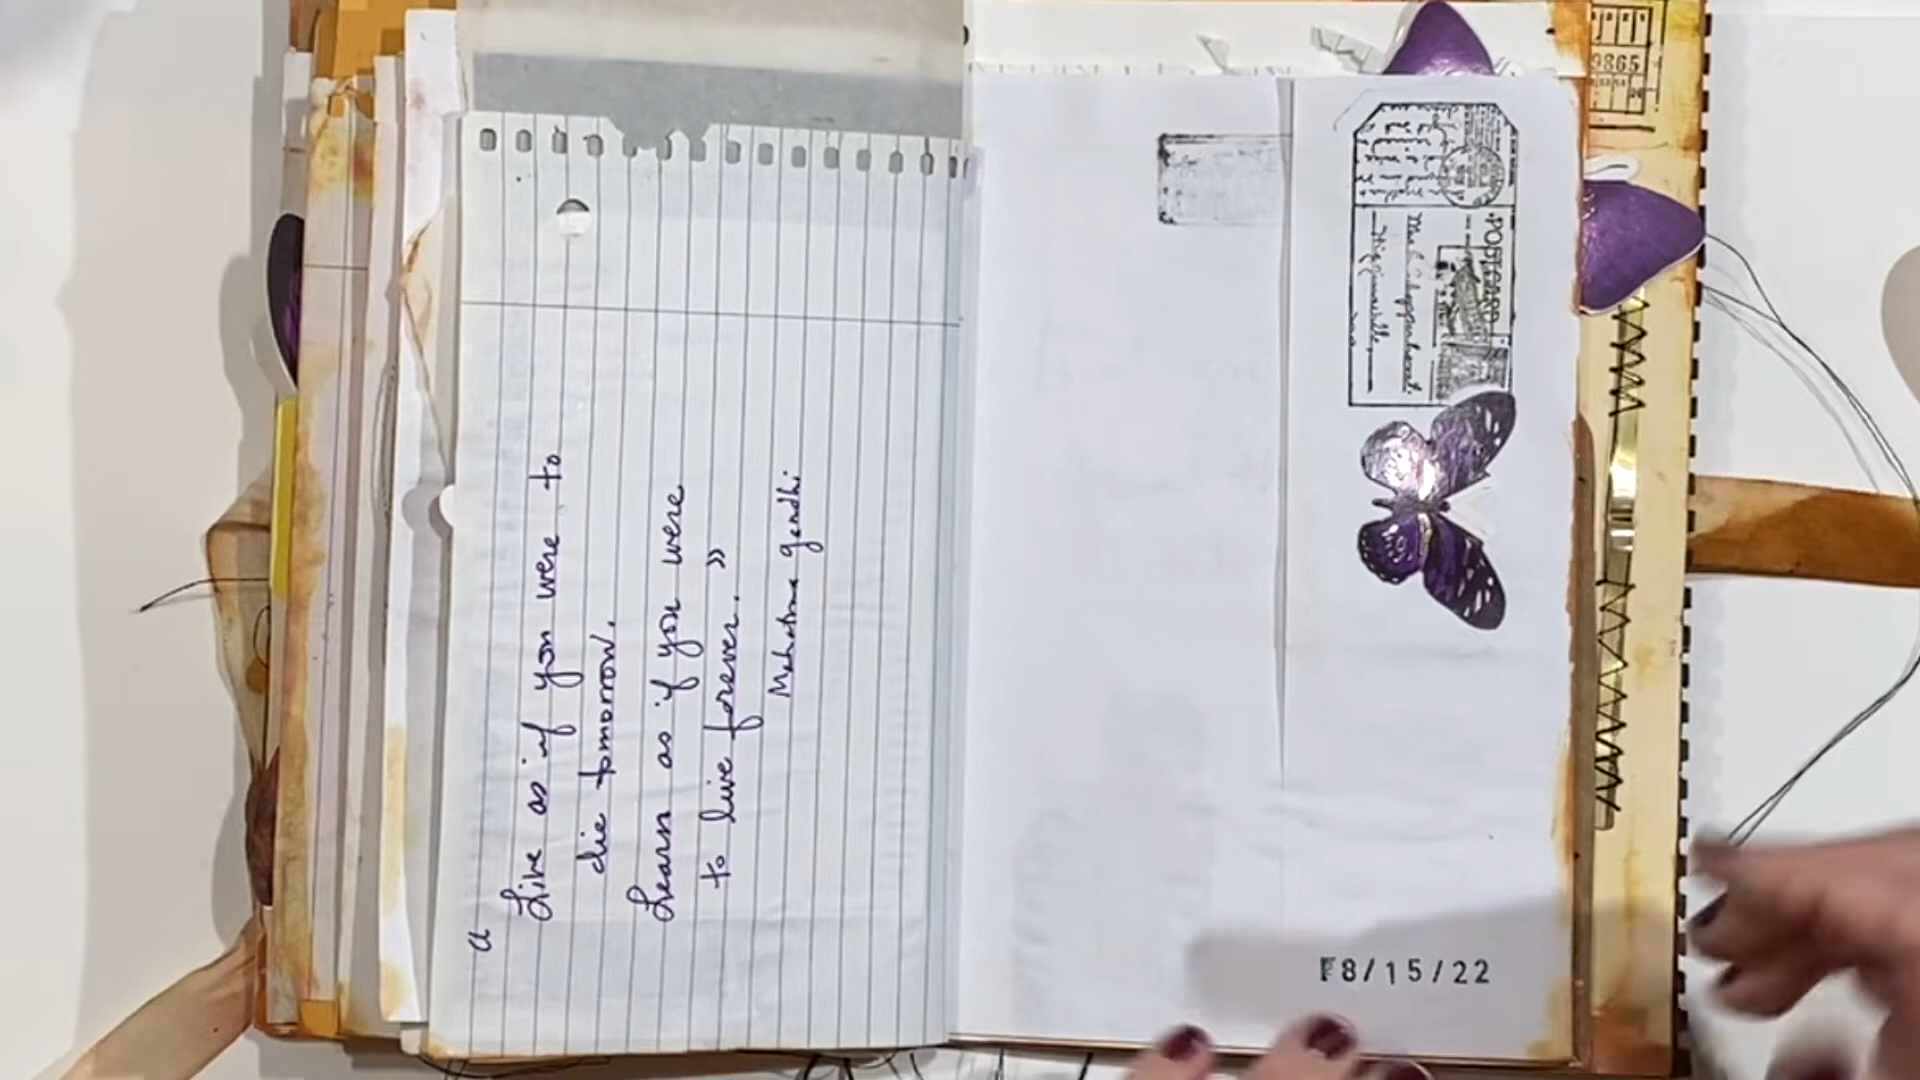 "
Live as if you were to
die tomorrow.
Learn as if you were
to live forever. "
Mahatma gandhi
POSTCARD
8/15/22
9865